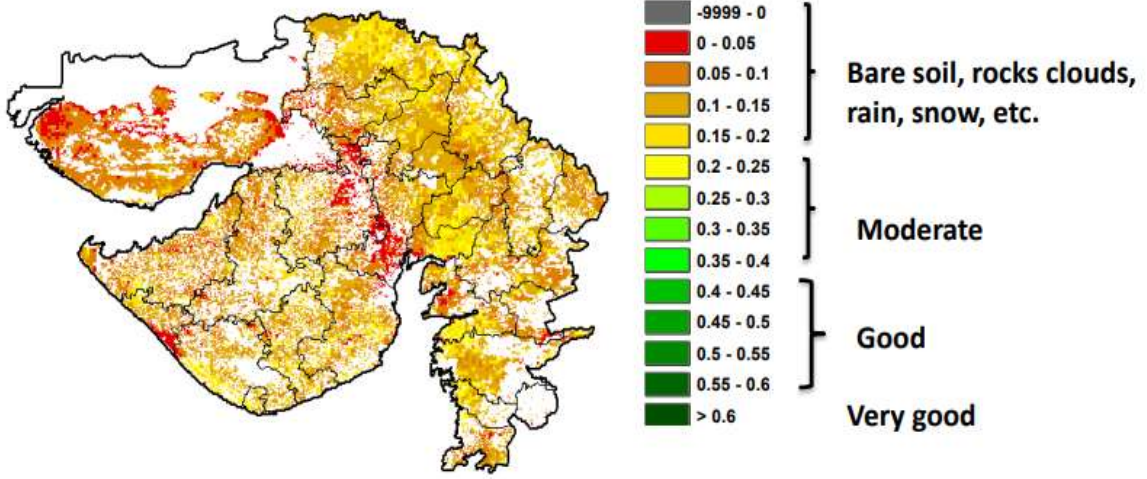 -9999 - 0
0 - 0.05
0.05 - 0.1
0.1 - 0.15
0.15 - 0.2
0.2 - 0.25
0.25 - 0.3
0.3 - 0.35
0.35 - 0.4
0.4 - 0.45
0.45 - 0.5
0.5 - 0.55
0.55 - 0.6
> 0.6
Bare soil, rocks clouds,
rain, snow, etc.
Moderate
Good
Very good